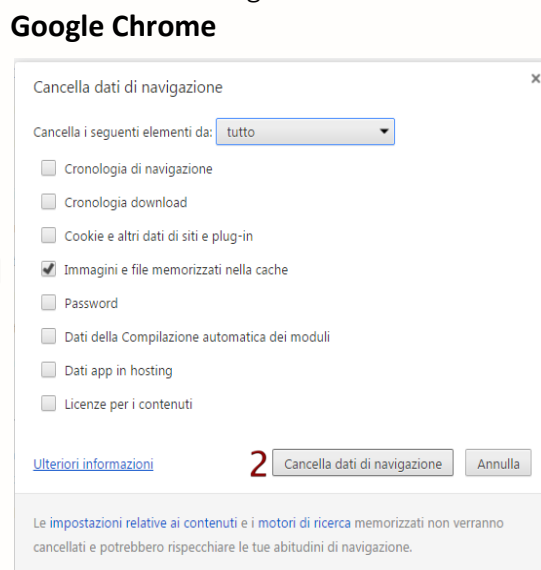 Google Chrome
Cancella dati di navigazione
Cancella i seguenti elementi da: tutto
Cronologia di navigazione
Cronologia download
Cookie e altri dati di siti e plug-in
Immagini e file memorizzati nella cache
Password
Dati della Compilazione automatica dei moduli
Dati app in hosting
Licenze per i contenuti
Ulteriori informazioni 2 Cancella dati di navigazione Annulla
Le impostazioni relative ai contenuti e i motori di ricerca memorizzati non verranno
cancellati e potrebbero rispecchiare le tue abitudini di navigazione.